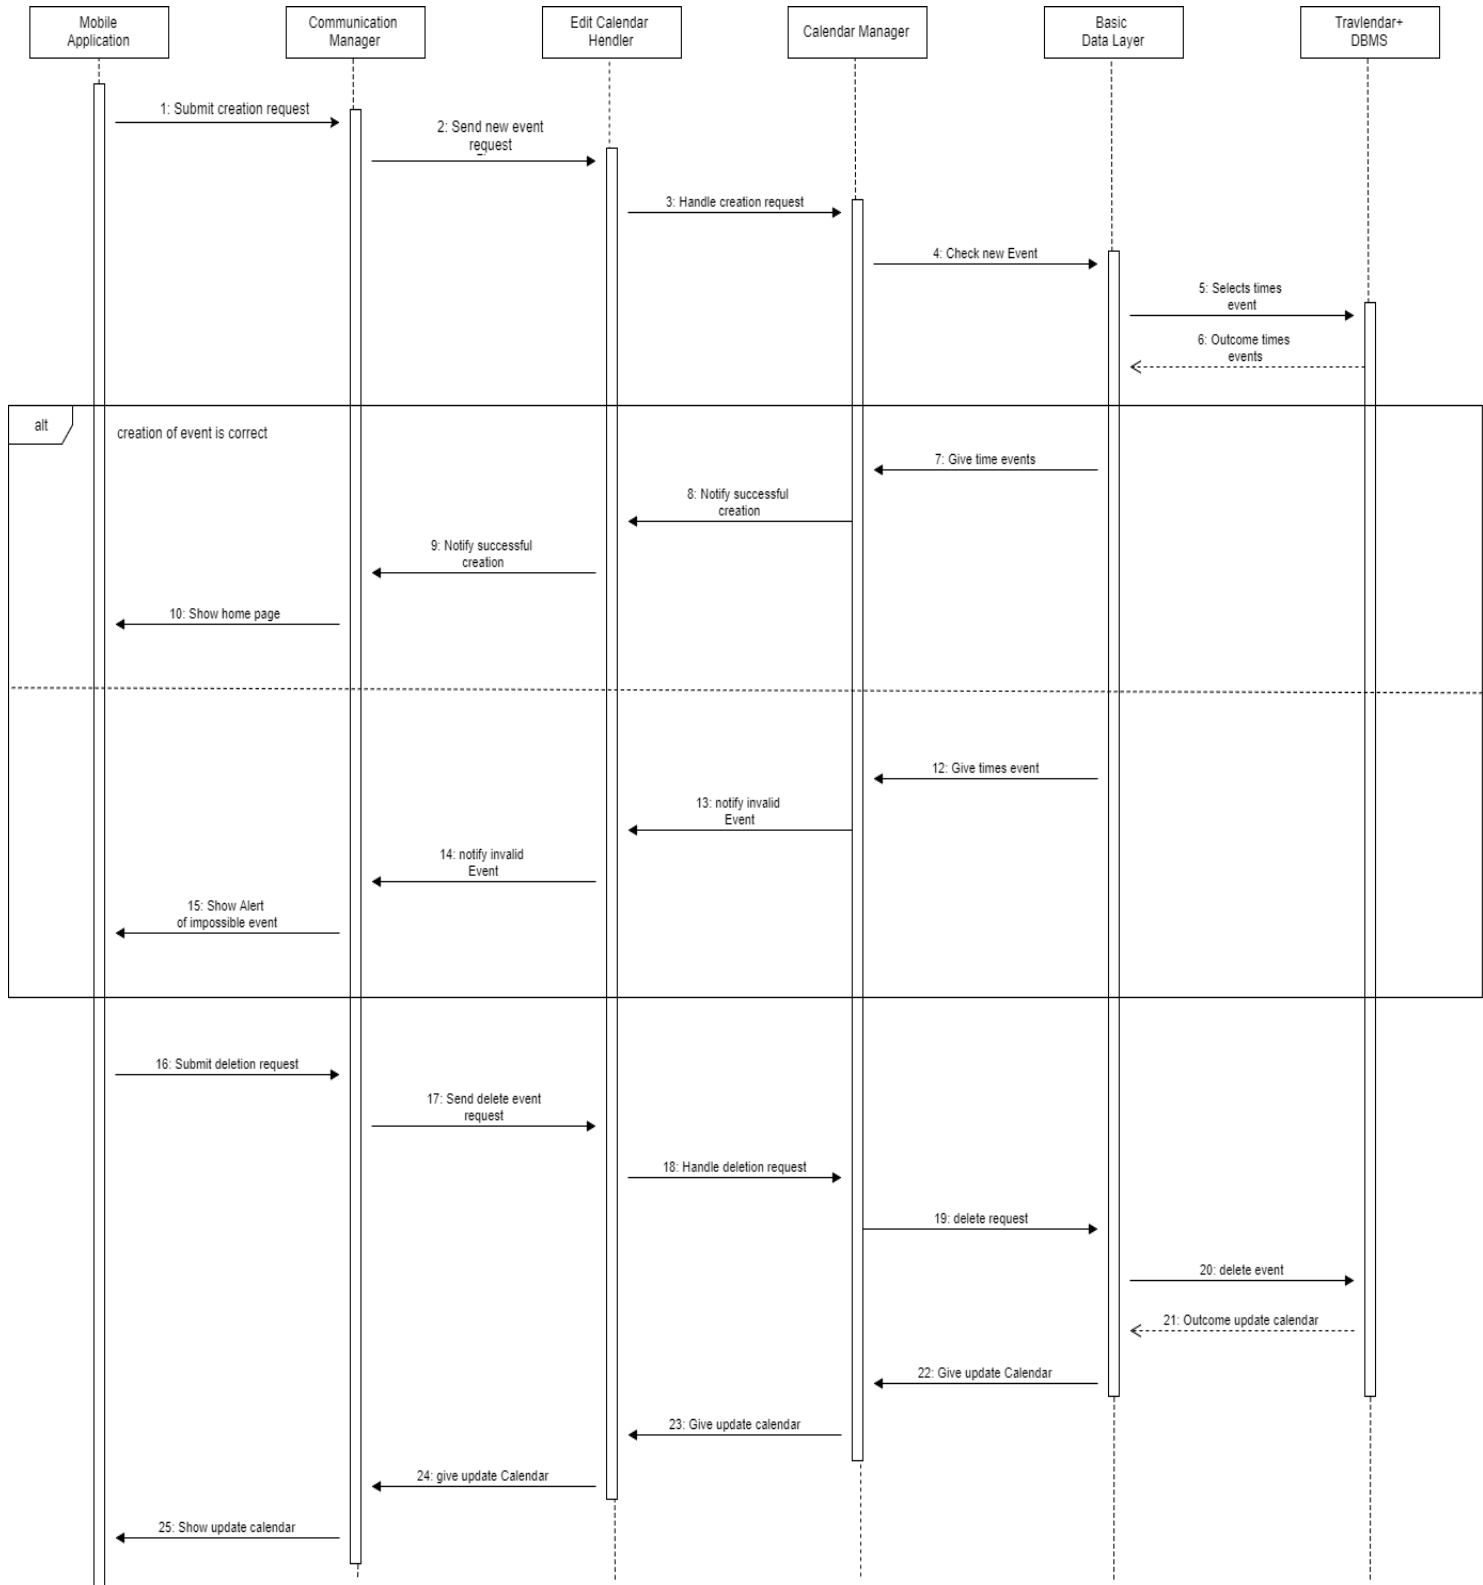 Mobile
Application
Communication
Manager
Edit Calendar
Hendler
Calendar Manager
Basic
Data Layer
Travlendar+
DBMS
1: Submit creation request
2: Send new event
request
3: Handle creation request
4: Check new Event
5: Selects times
event
6: Outcome times
events
alt
creation of event is correct
7: Give time events
8: Notify successful
creation
9: Notify successful
creation
10: Show home page
12: Give times event
13: notify invalid
Event
14: notify invalid
Event
15: Show Alert
of impossible event
16: Submit deletion request
17: Send delete event
request
18: Handle deletion request
19: delete request
20: delete event
21: Outcome update calendar
22: Give update Calendar
23: Give update calendar
24: give update Calendar
25: Show update calendar